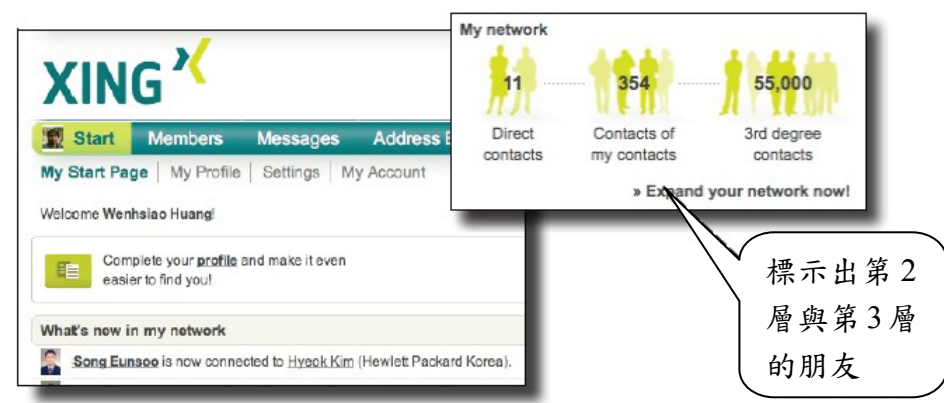 XING
Start Members Messages Address
My Start Page | My Profile | Settings | My Account
Welcome Wenhsiao Huang!
Complete your profile and make it even
easier to find you!
What's new in my network
Song Eunsoo is now connected to Hyeok Kim (Hewlett Packard Korea).
My network
11 354 55,000
Direct contacts
Contacts of my contacts
3rd degree contacts
» Expand your network now!
標示出第2
層與第3層
的朋友